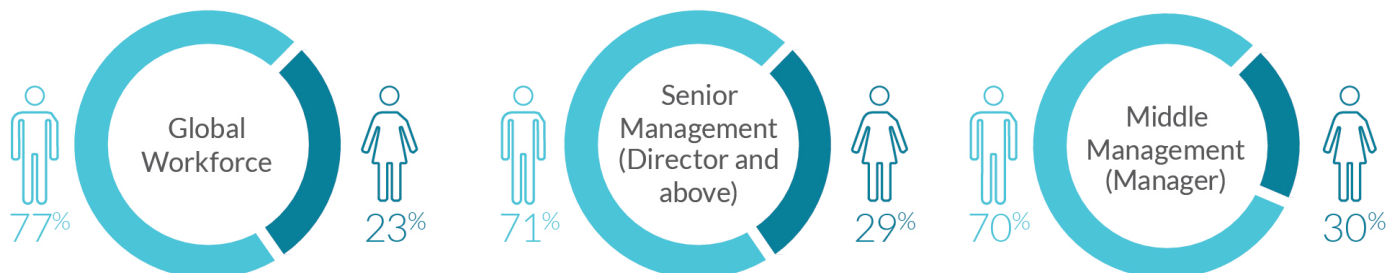 Global
Workforce
77%
23%
Senior
Management
(Director and
above)
71%
29%
Middle
Management
(Manager)
70%
30%